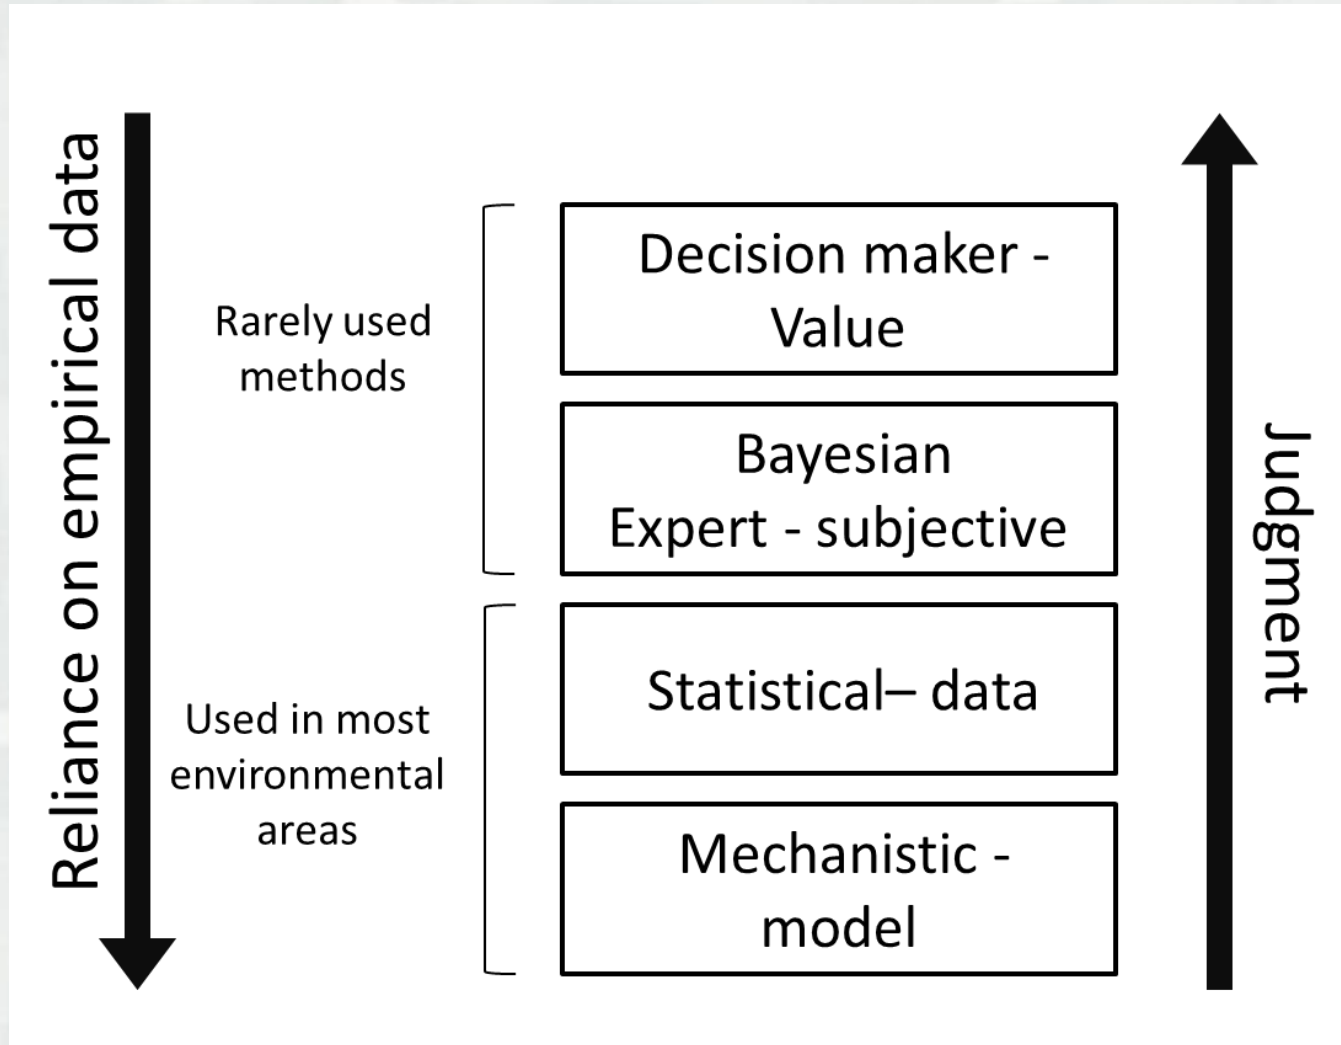 Reliance on empirical data
Rarely used
methods
Used in most
environmental
areas
Decision maker -
Value
Bayesian
Expert - subjective
Statistical– data
Mechanistic -
model
Judgment